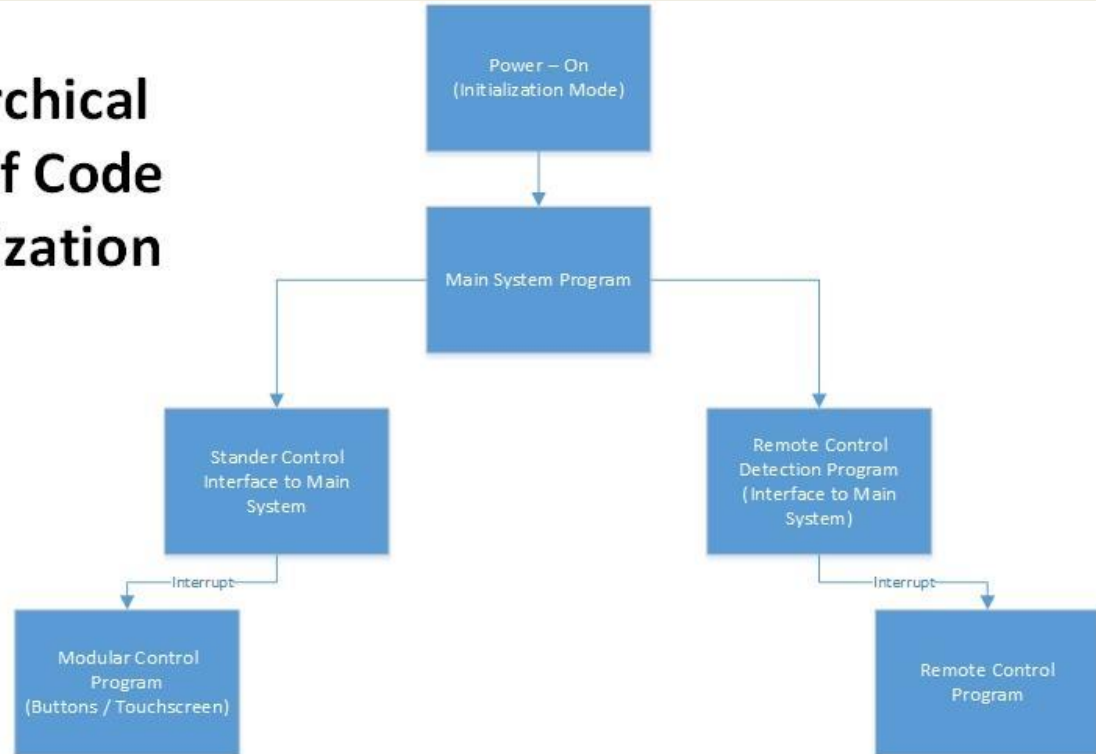 rchical
f Code
ization
Power – On
(Initialization Mode)
Main System Program
Stander Control
Interface to Main
System
Remote Control
Detection Program
(Interface to Main
System)
Interrupt
Interrupt
Modular Control
Program
(Buttons / Touchscreen)
Remote Control
Program